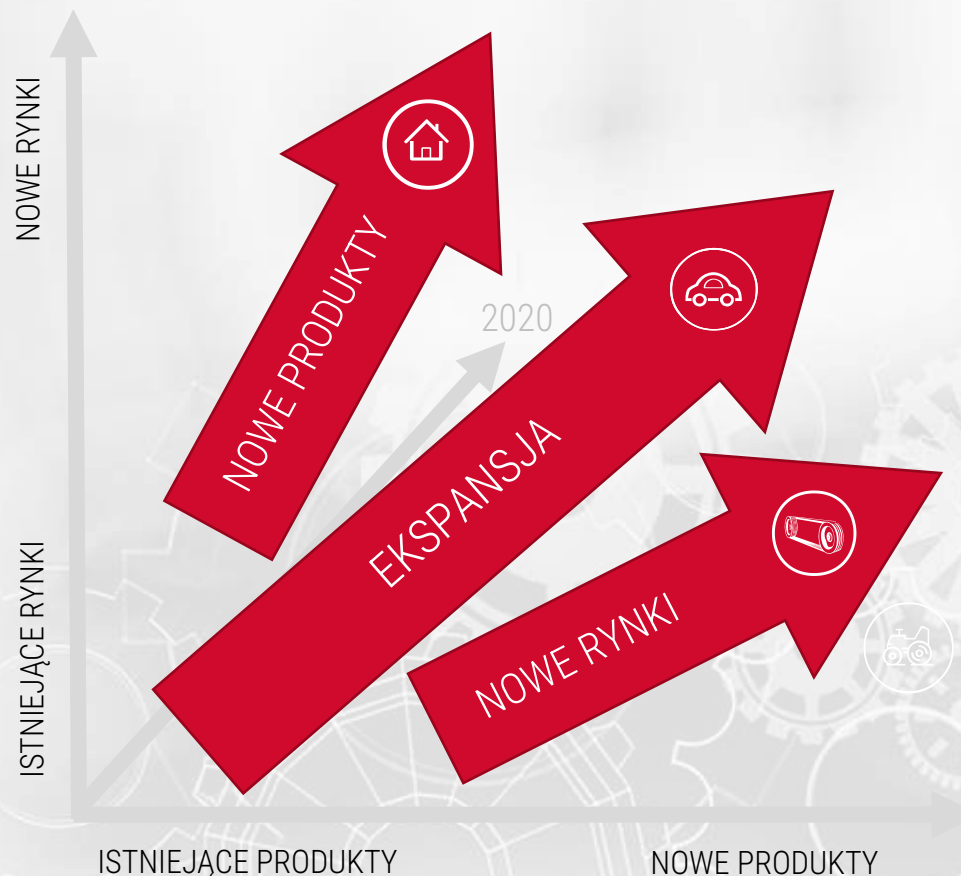 NOWE RYNKI
NOWE PRODUKTY
2020
EKSPANSJA
NOWE RYNKI
ISTNIEJĄCE RYNKI
ISTNIEJĄCE PRODUKTY
NOWE PRODUKTY